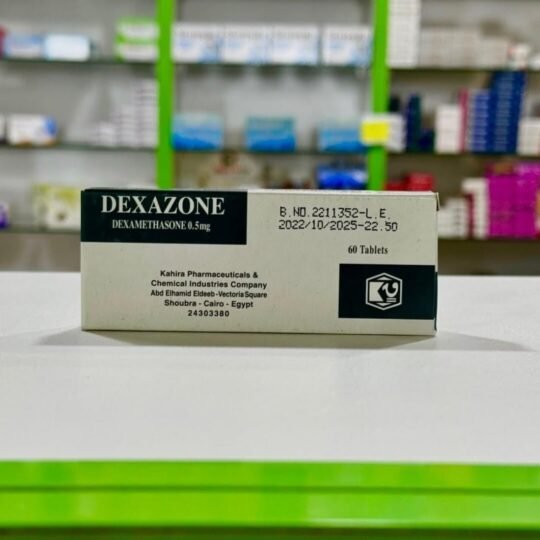 DEXAZONE
DEXAMETHASONE 0.5mg
B.NO.2211352-L.E.
2022/10/2025-22.50
60 Tablets
Kahira Pharmaceuticals &
Chemical Industries Company
Abd Elhamid Eldeeb-Vectoria Square
Shoubra - Cairo - Egypt
24303380